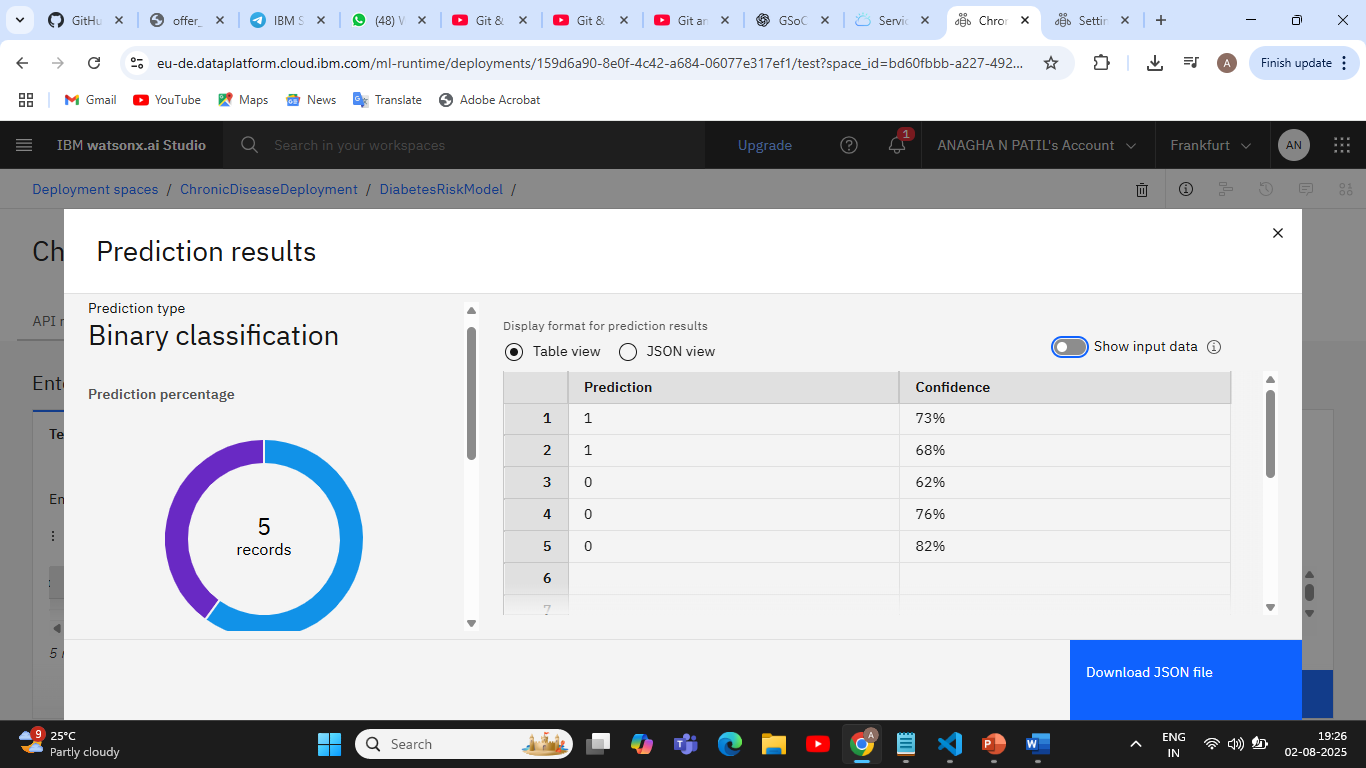 GitHu
offer_
IBM S
(48) W
Git &
Git &
Git an
GSoC
Servic
Chro
Settin
eu-de.dataplatform.cloud.ibm.com/ml-runtime/deployments/159d6a90-8e0f-4c42-a684-06077e317ef1/test?space_id=bd60fbbb-a227-492...
A
Finish update
Gmail
YouTube
Maps
News
Translate
Adobe Acrobat
IBM watsonx.ai Studio
Search in your workspaces
Upgrade
1
ANAGHA N PATIL's Account
Frankfurt
AN
Deployment spaces / ChronicDiseaseDeployment / DiabetesRiskModel /
Ch
Prediction results
API r
Ente
Te
En
5 r
Prediction type
Binary classification
Prediction percentage
5
records
Display format for prediction results
Table view
JSON view
Show input data
Prediction Confidence
1 1 73%
2 1 68%
3 0 62%
4 0 76%
5 0 82%
6
7
Download JSON file
9
25°C
Partly cloudy
Search
A
ENG
IN
19:26
02-08-2025